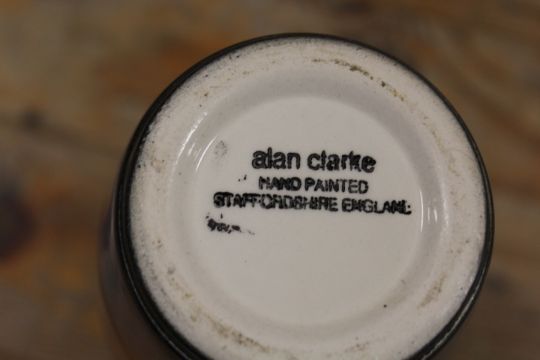 alan clarke
HAND PAINTED
STAFFORDSHIRE ENGLAND